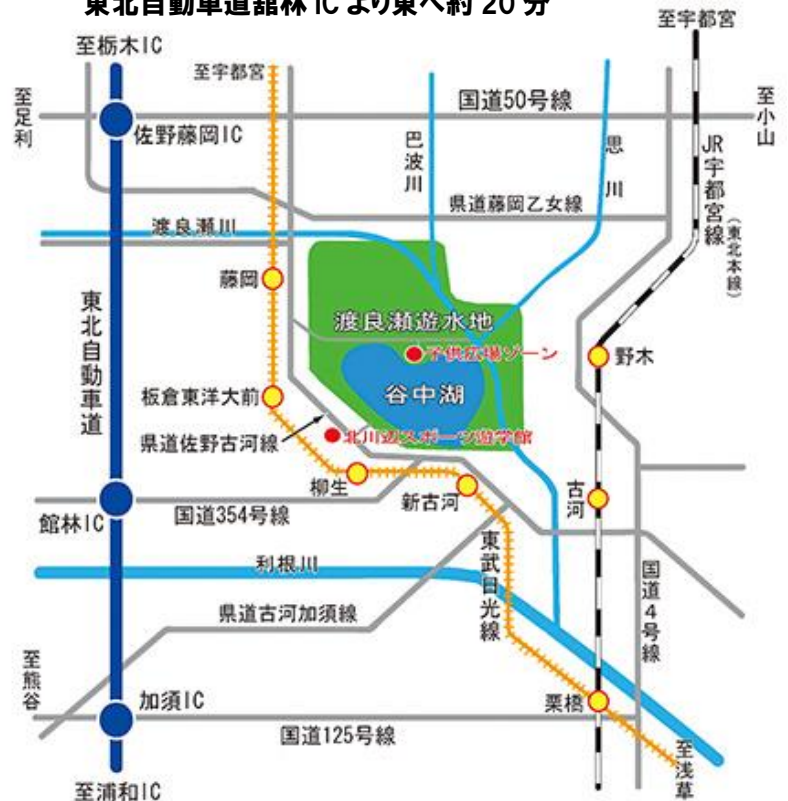 東北自動車道舘林ICより東へ約20分
至宇都宮
至栃木IC
至宇都宮
至足利
国道50号線
至小山
佐野藤岡IC
巴波川
思川
JR宇都宮線
(東北本線)
県道藤岡乙女線
渡良瀬川
藤岡
東北自動車道
渡良瀬遊水地
子供広場ゾーン
野木
谷中湖
板倉東洋大前
県道佐野古河線
北川辺スポーツ遊学館
柳生
新古河
古河
館林IC
国道354号線
東武日光線
利根川
国道4号線
県道古河加須線
至熊谷
加須IC
栗橋
国道125号線
至浅草
至浦和IC